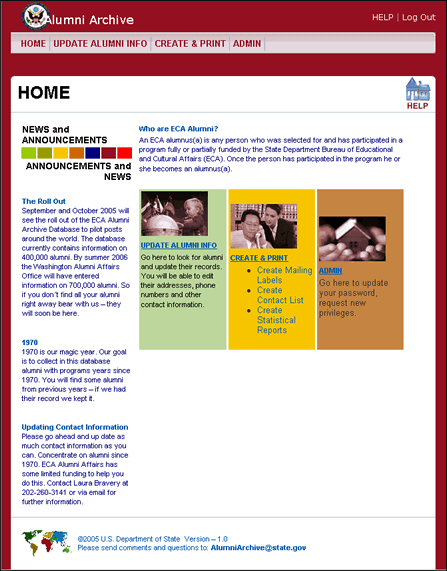 Alumni Archive
HELP | Log Out
HOME | UPDATE ALUMNI INFO | CREATE & PRINT | ADMIN |
HOME
HELP
NEWS and
ANNOUNCEMENTS
ANNOUNCEMENTS and
NEWS
The Roll Out
September and October 2005 will
see the roll out of the ECA Alumni
Archive Database to pilot posts
around the world. The database
currently contains information on
400,000 alumni. By summer 2006
the Washington Alumni Affairs
Office will have entered
information on 700,000 alumni. So
if you don't find all your alumni
right away bear with us – they
will soon be here.
1970
1970 is our magic year. Our goal
is to collect in this database
alumni with programs years since
1970. You will find some alumni
from previous years – if we had
their record we kept it.
Updating Contact Information
Please go ahead and up date as
much contact information as you
can. Concentrate on alumni since
1970. ECA Alumni Affairs has
some limited funding to help you
do this. Contact Laura Bravery at
202-260-3141 or via email for
further information.
Who are ECA Alumni?
An ECA alumnus(a) is any person who was selected for and has participated in a
program fully or partially funded by the State Department Bureau of Educational
and Cultural Affairs (ECA). Once the person has participated in the program he or
she becomes an alumnus(a).
UPDATE ALUMNI INFO
Go here to look for alumni
and update their records.
You will be able to edit
their addresses, phone
numbers and other
contact information.
CREATE & PRINT
• Create Mailing
Labels
• Create
Contact List
• Create
Statistical
Reports
ADMIN
Go here to update
your password,
request new
privileges.
©2005 U.S. Department of State Version – 1.0
Please send comments and questions to: AlumniArchive@state.gov